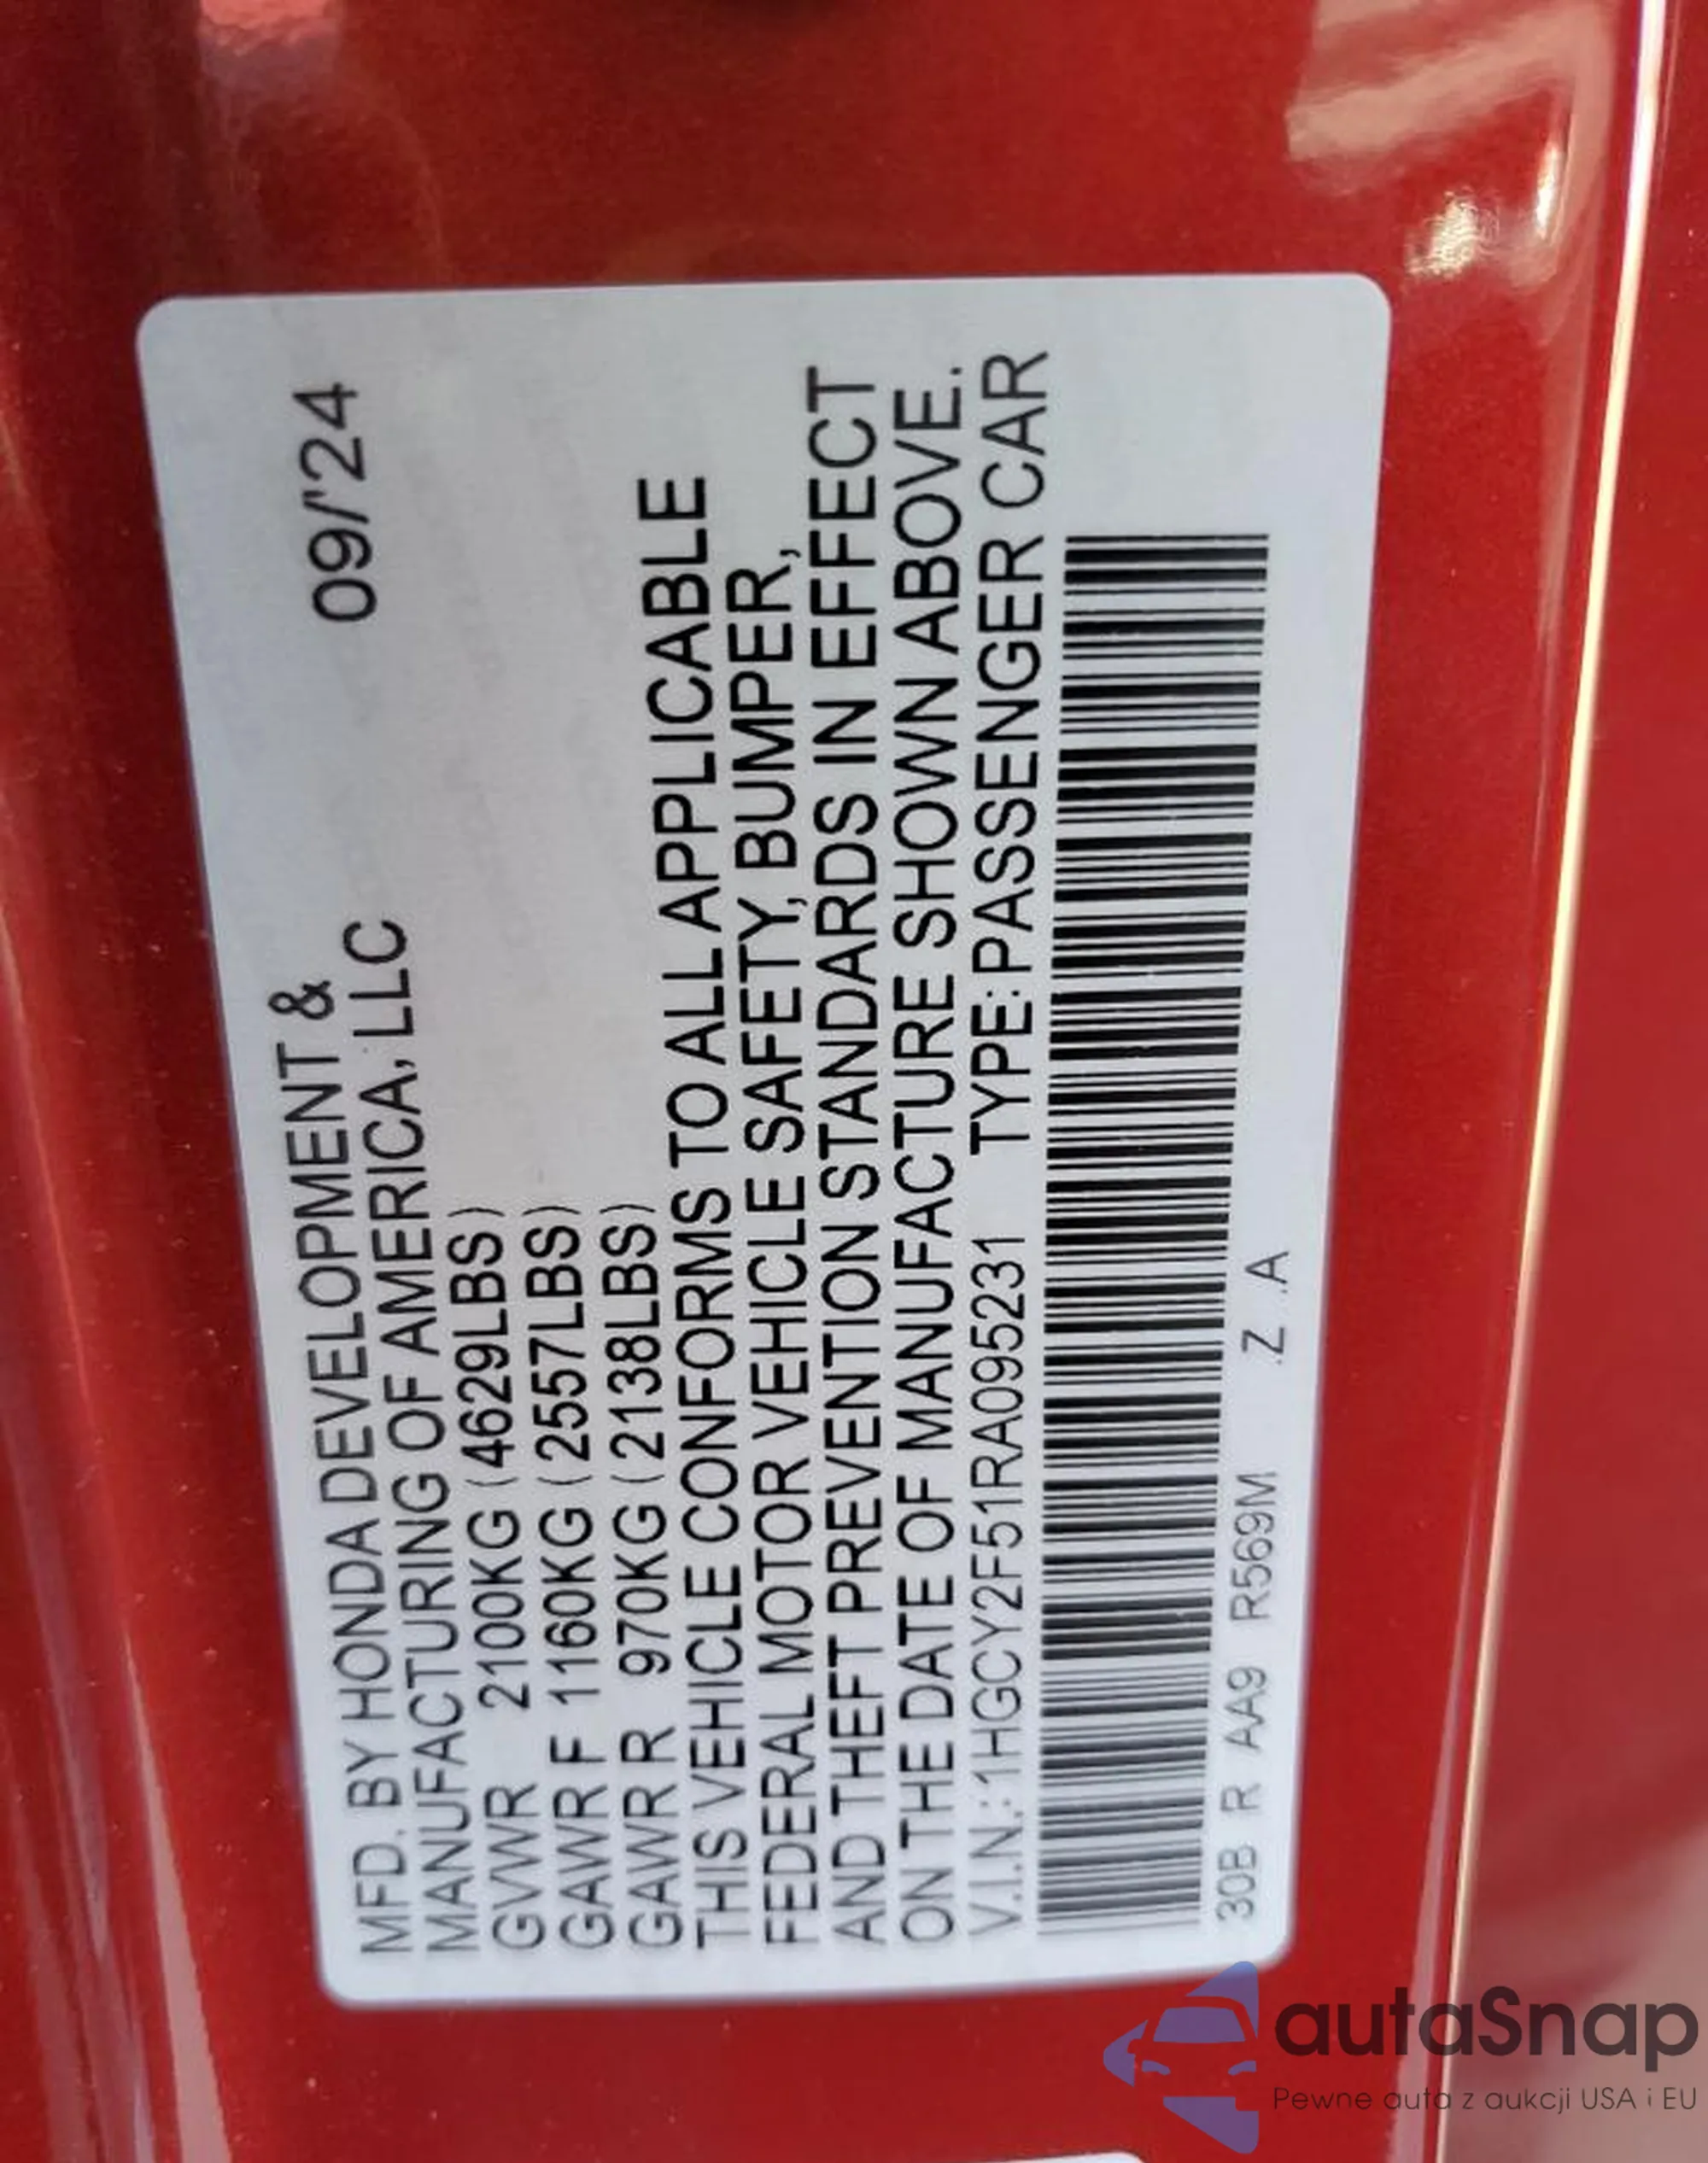 MFD. BY HONDA DEVELOPMENT & 09/'24
MANUFACTURING OF AMERICA, LLC
GVWR 2100KG (4629LBS)
GAWR F 1160KG (2557LBS)
GAWR R 970KG (2138LBS)
THIS VEHICLE CONFORMS TO ALL APPLICABLE
FEDERAL MOTOR VEHICLE SAFETY, BUMPER,
AND THEFT PREVENTION STANDARDS IN EFFECT
ON THE DATE OF MANUFACTURE SHOWN ABOVE.
V.I.N.:1HGCY2F51RA095231 TYPE:PASSENGER CAR
30B R AA9 R569M .Z .A
autaSnap
Pewne auta z aukcji USA i EU